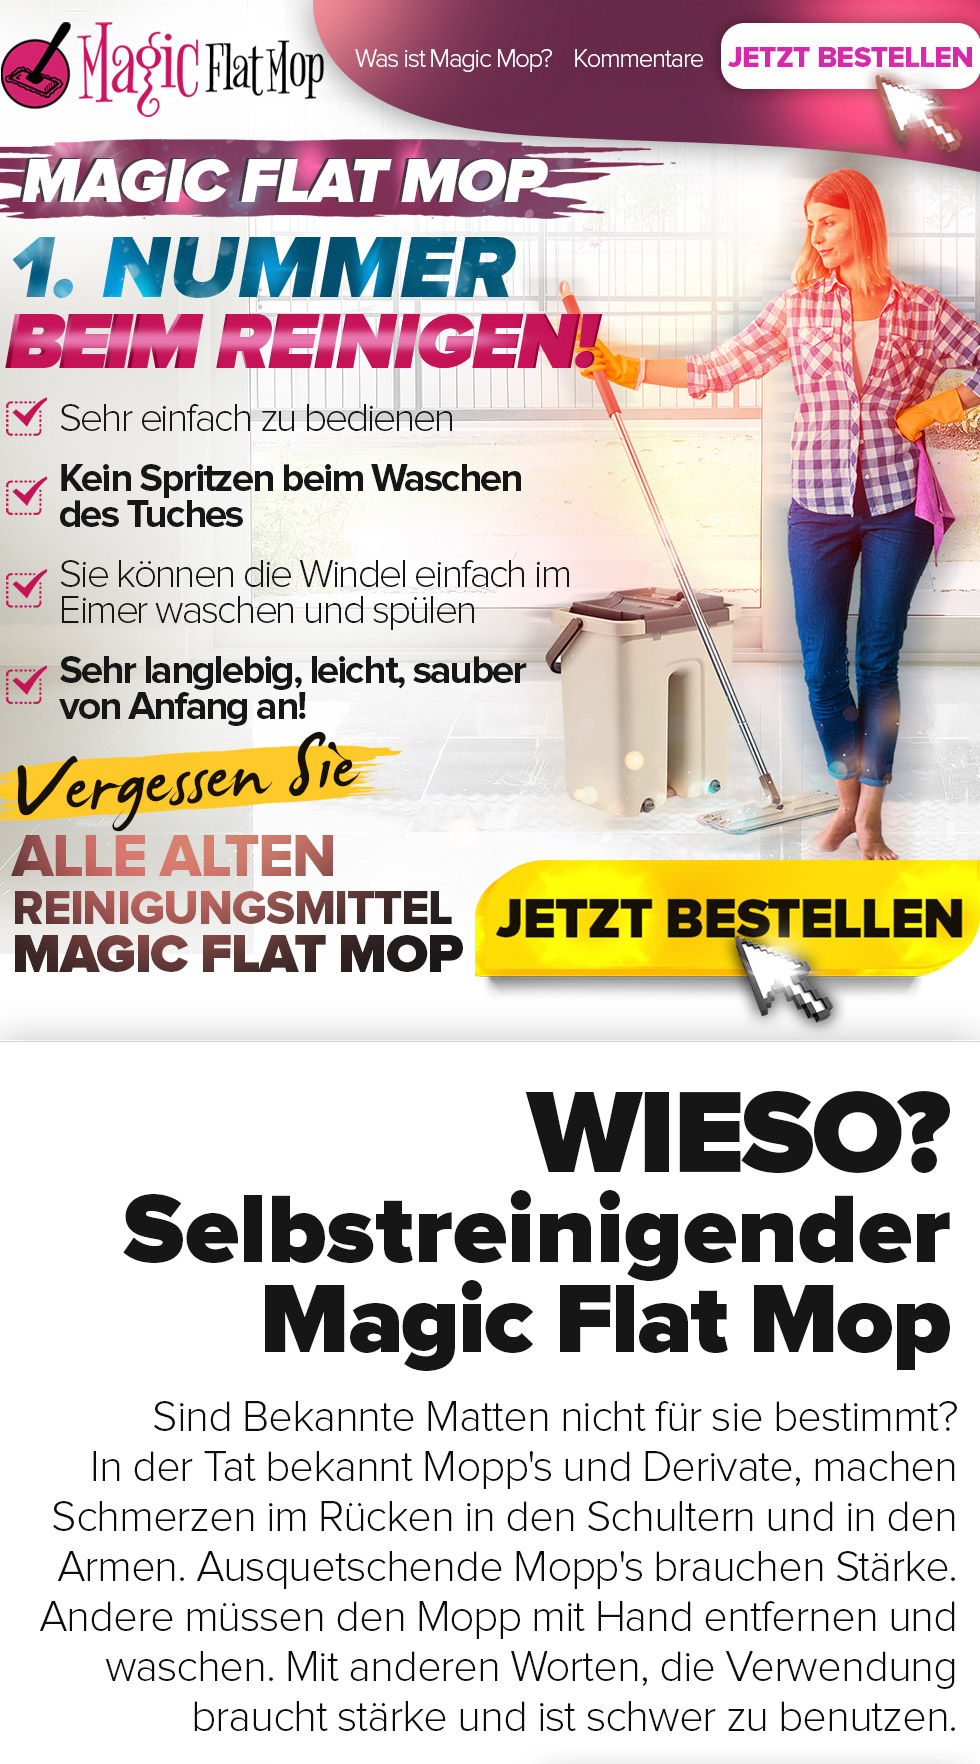 Magic Flat Mop
Was ist Magic Mop?
Kommentare
JETZT BESTELLEN
MAGIC FLAT MOP
1. NUMMER
BEIM REINIGEN!
Sehr einfach zu bedienen
Kein Spritzen beim Waschen
des Tuches
Sie können die Windel einfach im
Eimer waschen und spülen
Sehr langlebig, leicht, sauber
von Anfang an!
Vergessen Sie
ALLE ALTEN
REINIGUNGSMITTEL
MAGIC FLAT MOP
JETZT BESTELLEN
WIESO?
Selbstreinigender
Magic Flat Mop
Sind Bekannte Matten nicht für sie bestimmt?
In der Tat bekannt Mopp's und Derivate, machen
Schmerzen im Rücken in den Schultern und in den
Armen. Ausquetschende Mopp's brauchen Stärke.
Andere müssen den Mopp mit Hand entfernen und
waschen. Mit anderen Worten, die Verwendung
braucht stärke und ist schwer zu benutzen.